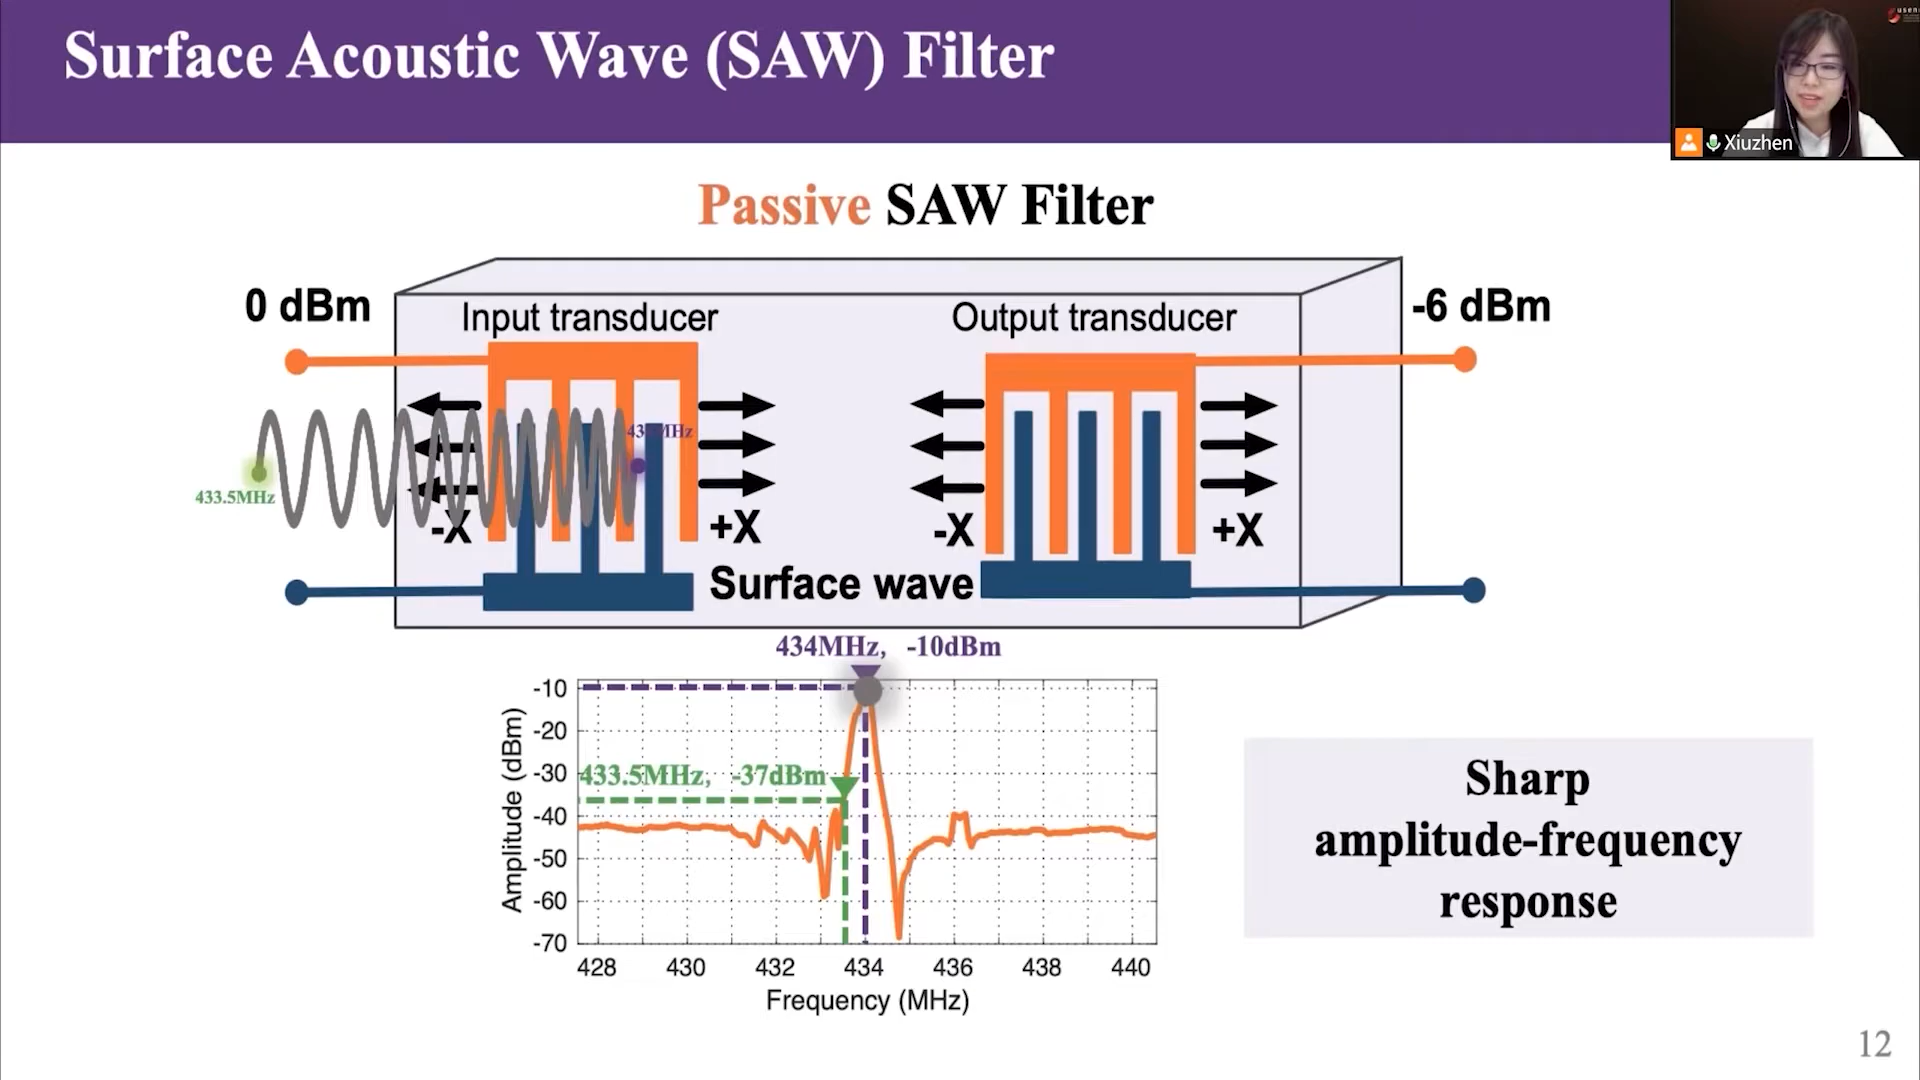 Surface Acoustic Wave (SAW) Filter
Xiuzhen
Passive SAW Filter
0 dBm
Input transducer
Output transducer
-6 dBm
433.5MHz
-X
+X
-X
+X
Surface wave
434MHz, -10dBm
433.5MHz, -37dBm
Amplitude (dBm)
-10
-20
-30
-40
-50
-60
-70
428 430 432 434 436 438 440
Frequency (MHz)
Sharp
amplitude-frequency
response
12